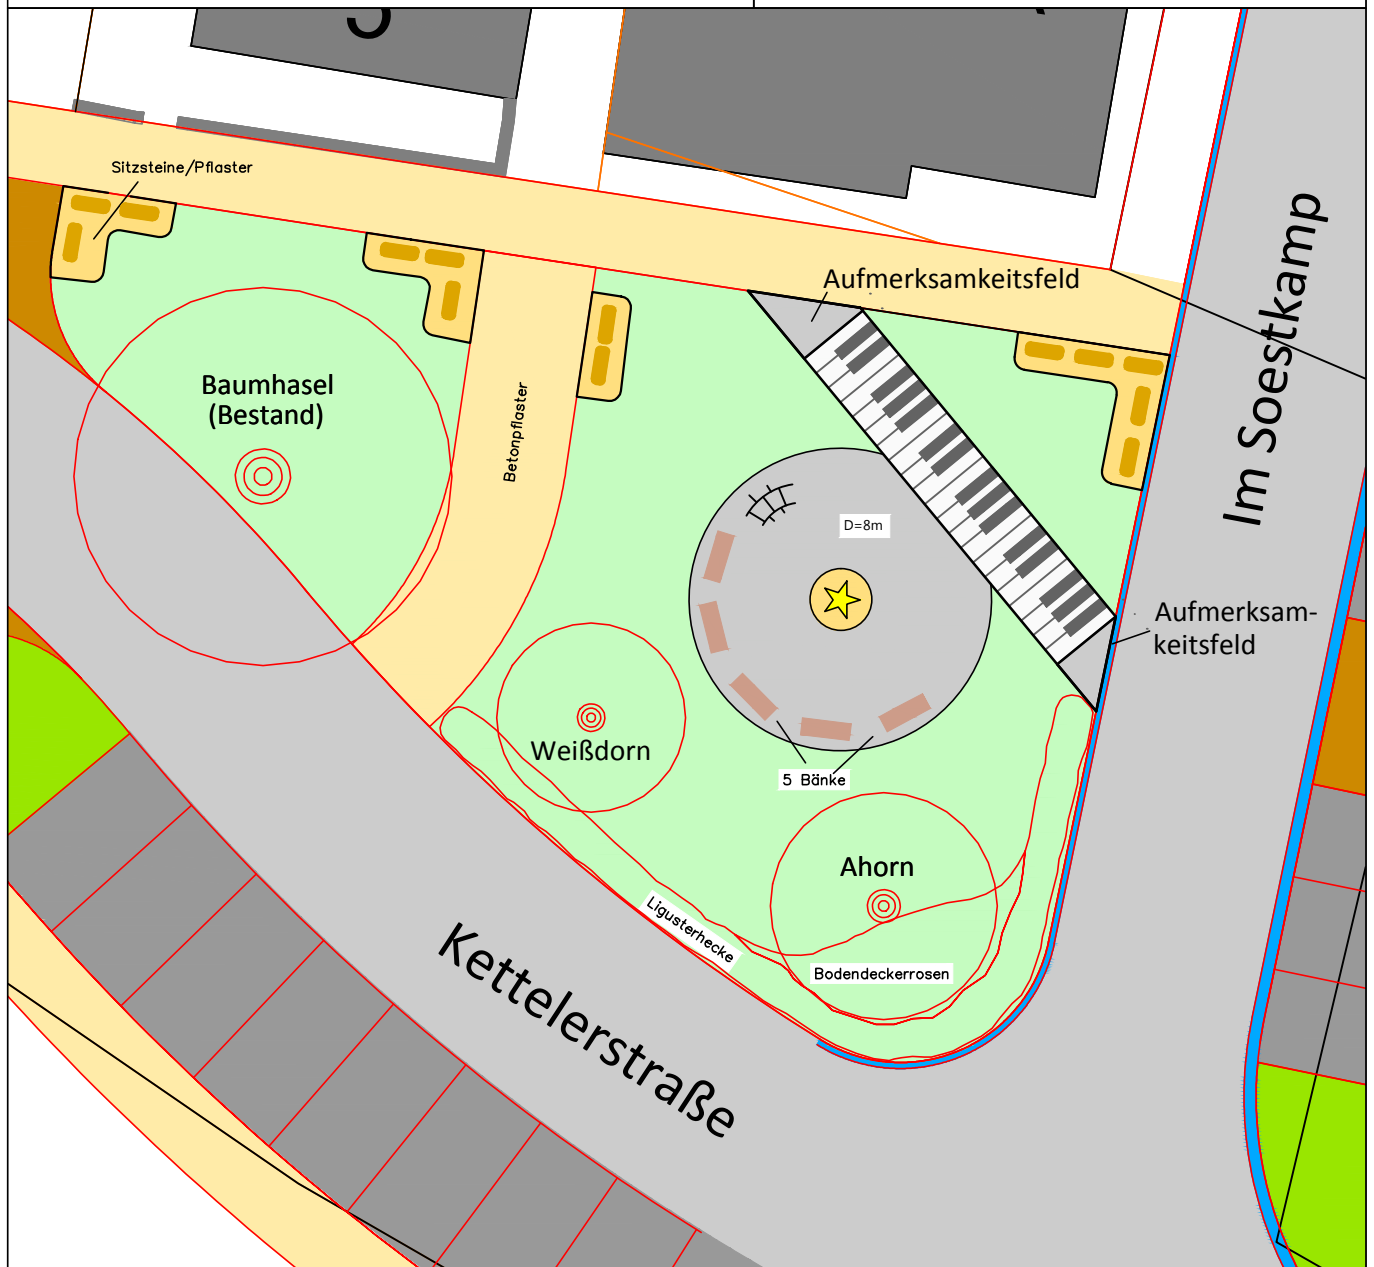 Sitzsteine/Pflaster
Aufmerksamkeitsfeld
Im Soestkamp
Baumhasel
(Bestand)
Betonpflaster
D=8m
Aufmerksam-
keitsfeld
Weißdorn
5 Bänke
Ahorn
Ligusterhecke
Bodendeckerrosen
Kettelerstraße